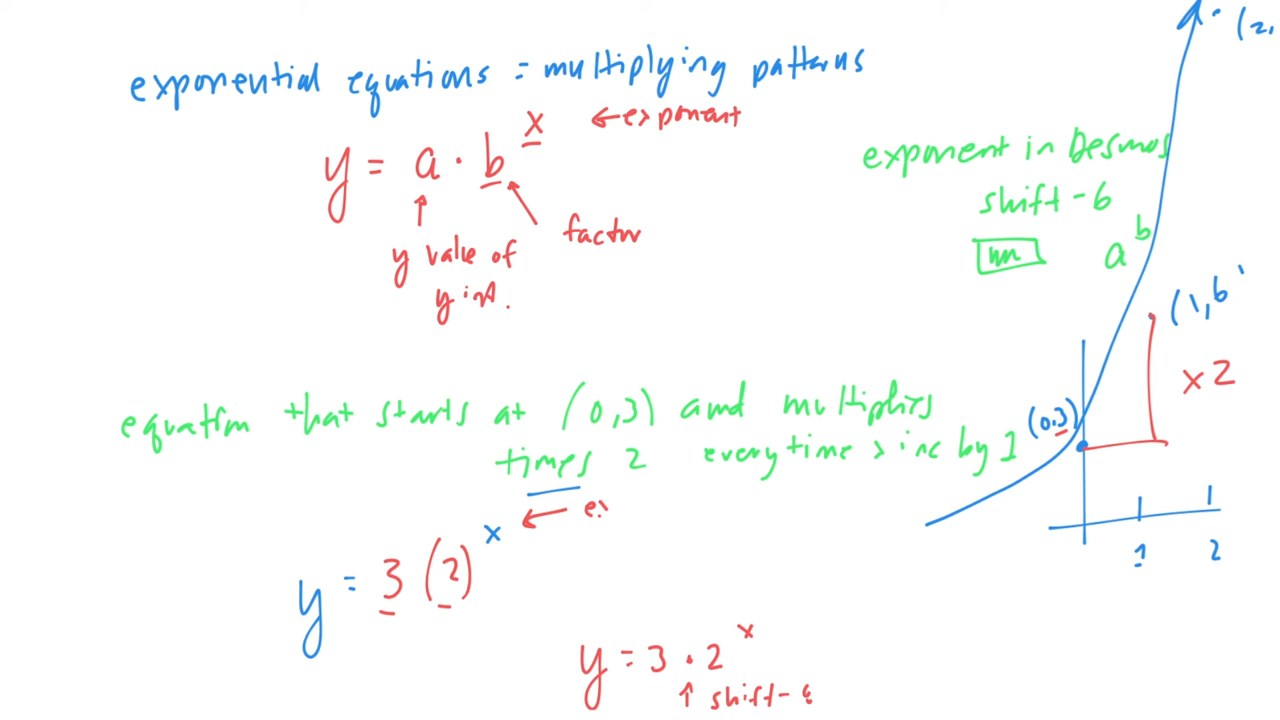 exponential equations = multiplying patterns
y = a · b^x ← exponent
↑ y value of y int.
factor
exponent in Desmos
shift - 6
a^b
(2,
(1, 6
x 2
(0,3)
1 2
equation that starts at (0,3) and multiplies
times 2 every time x inc by 1
y = 3 (2)^x ← ex
y = 3 · 2^x
↑ shift -